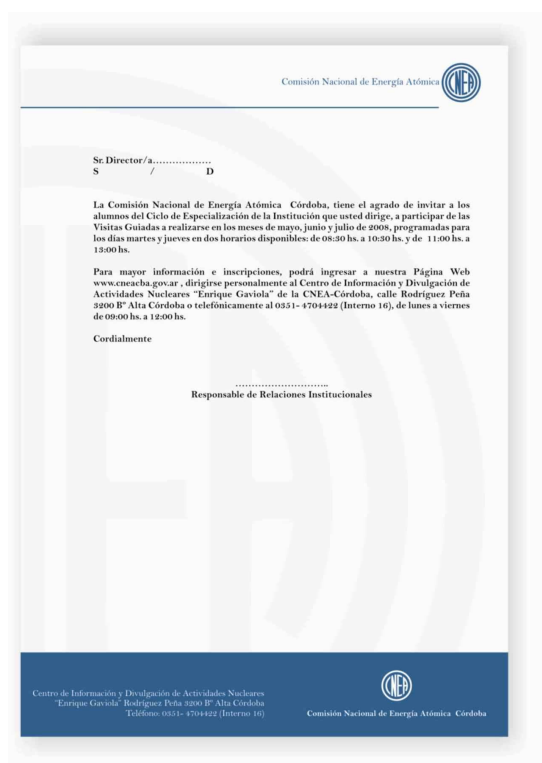 Comisión Nacional de Energía Atómica CNEA
Sr. Director/a..................
S / D
La Comisión Nacional de Energía Atómica Córdoba, tiene el agrado de invitar a los
alumnos del Ciclo de Especialización de la Institución que usted dirige, a participar de las
Visitas Guiadas a realizarse en los meses de mayo, junio y julio de 2008, programadas para
los días martes y jueves en dos horarios disponibles: de 08:30 hs. a 10:30 hs. y de 11:00 hs. a
13:00 hs.
Para mayor información e inscripciones, podrá ingresar a nuestra Página Web
www.cneacba.gov.ar , dirigirse personalmente al Centro de Información y Divulgación de
Actividades Nucleares "Enrique Gaviola" de la CNEA-Córdoba, calle Rodríguez Peña
3200 Bº Alta Córdoba o telefónicamente al 0351- 4704422 (Interno 16), de lunes a viernes
de 09:00 hs. a 12:00 hs.
Cordialmente
............................
Responsable de Relaciones Institucionales
CNEA
Centro de Información y Divulgación de Actividades Nucleares
"Enrique Gaviola" Rodríguez Peña 3200 Bº Alta Córdoba
Teléfono: 0351- 4704422 (Interno 16)
Comisión Nacional de Energía Atómica Córdoba